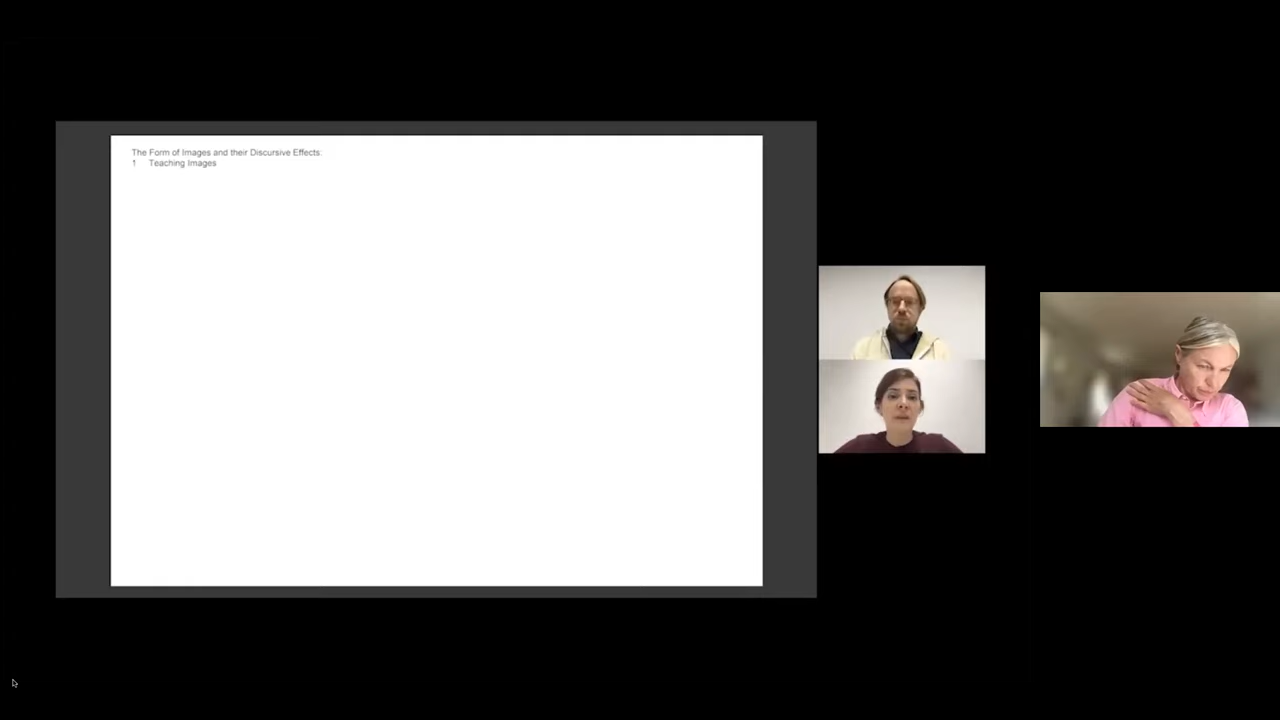 The Form of Images and their Discursive Effects:
1 Teaching Images